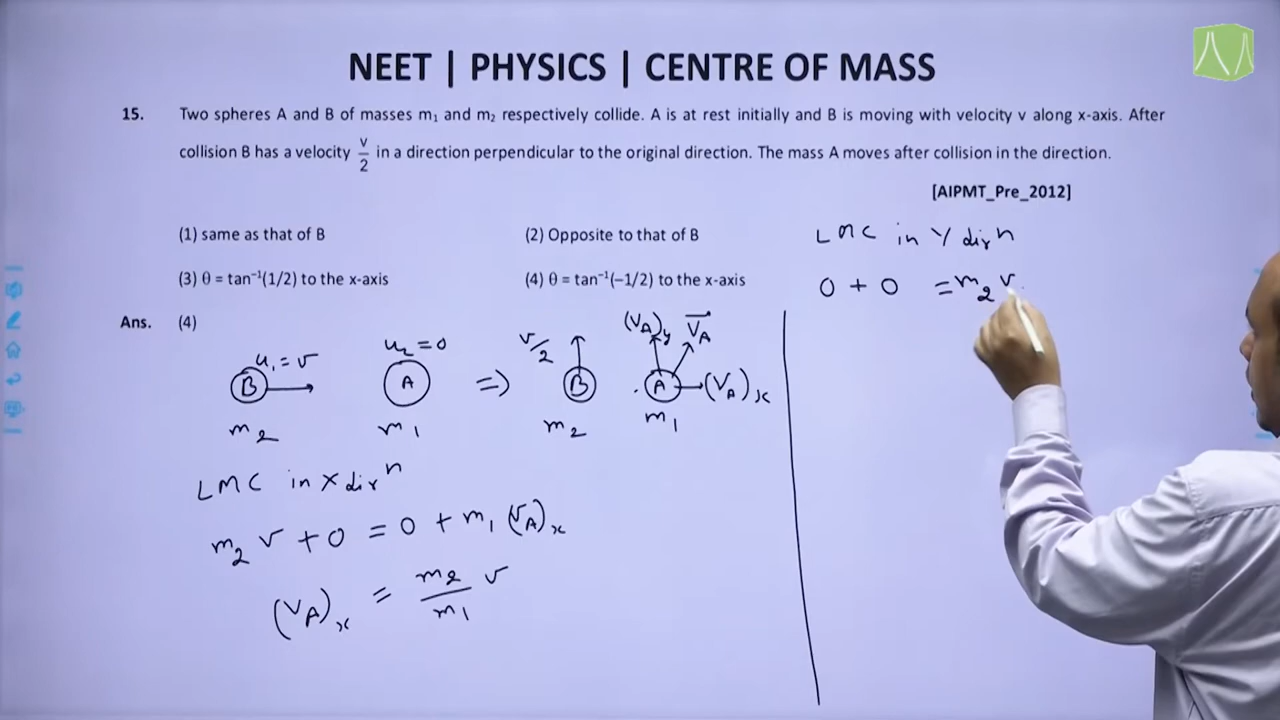 NEET | PHYSICS | CENTRE OF MASS
15. Two spheres A and B of masses m₁ and m₂ respectively collide. A is at rest initially and B is moving with velocity v along x-axis. After
collision B has a velocity v/2 in a direction perpendicular to the original direction. The mass A moves after collision in the direction.
[AIPMT_Pre_2012]
(1) same as that of B (2) Opposite to that of B
(3) θ = tan⁻¹(1/2) to the x-axis (4) θ = tan⁻¹(−1/2) to the x-axis
Ans. (4)
u₁ = v u₂ = 0 v/2 (V_A)y V_A
B A => B A (V_A)x
m₂ m₁ m₂ m₁
LMC in X dirⁿ
m₂ v + 0 = 0 + m₁ (V_A)x
(V_A)x = m₂/m₁ v
LMC in Y dirⁿ
0 + 0 = m₂ v